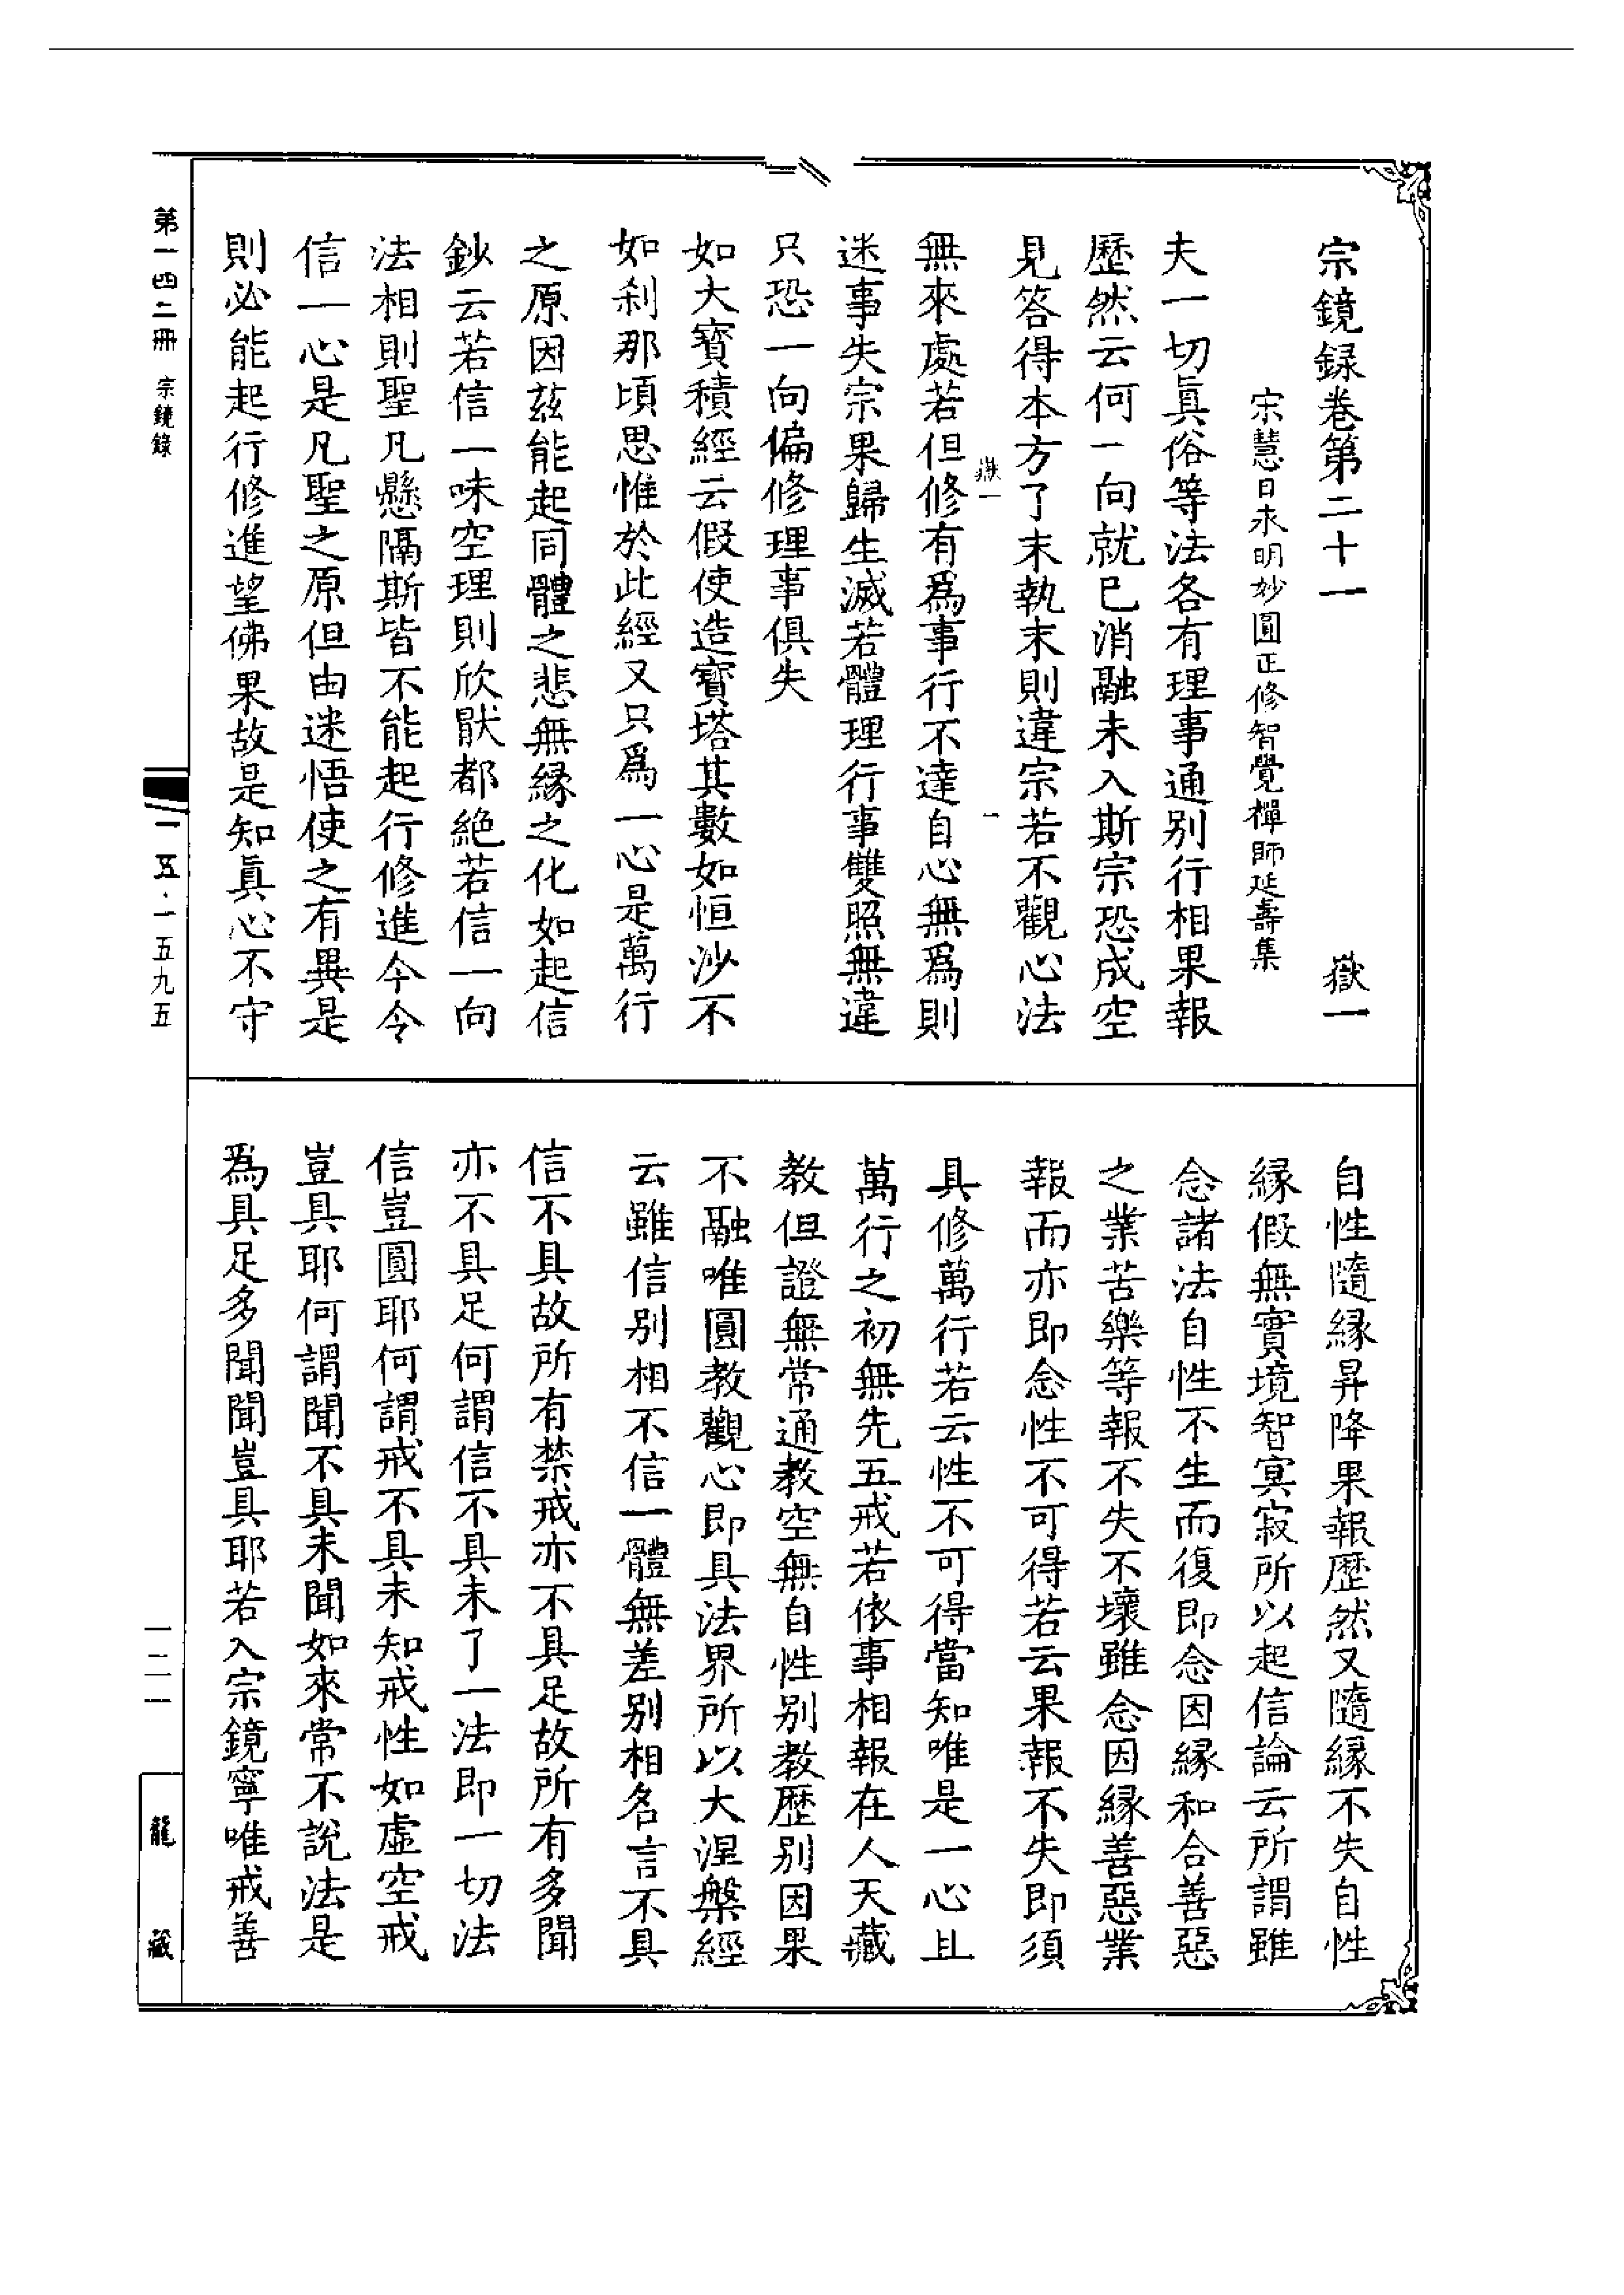 宗鏡録卷第二十一　嶽一
宋慧日永明妙圓正修智覺禪師延壽集
夫一切眞俗等法各有理事通别行相果報
歷然云何一向就已消融未入斯宗恐成空
見答得本方了末執末則違宗若不觀心法
嶽一　一
無來處若但修有爲事行不達自心無爲則
迷事失宗果歸生滅若體理行事雙照無違
只恐一向偏修理事俱失
如大寳積經云假使造寳塔其數如恒沙不
如刹那頃思惟於此經又只爲一心是萬行
之原因兹能起同體之悲無縁之化如起信
鈔云若信一味空理則欣猒都絶若信一向
法相則聖凡懸隔斯皆不能起行修進今令
信一心是凡聖之原但由迷悟使之有異是
則必能起行修進望佛果故是知眞心不守
自性隨縁昇降果報歷然又隨縁不失自性
縁假無實境智冥寂所以起信論云所謂雖
念諸法自性不生而復即念因縁和合善惡
之業苦樂等報不失不壞雖念因縁善惡業
報而亦即念性不可得若云果報不失即須
具修萬行若云性不可得當知唯是一心且
萬行之初無先五戒若依事相報在人天藏
教但證無常通教空無自性别教歷别因果
不融唯圓教觀心即具法界所以大涅槃經
云雖信别相不信一體無差别相名言不具
信不具故所有禁戒亦不具足故所有多聞
亦不具足何謂信不具未了一法即一切法
信豈圓耶何謂戒不具未知戒性如虚空戒
豈具耶何謂聞不具未聞如來常不說法是
爲具足多聞聞豈具耶若入宗鏡寧唯戒善
第一四二冊　宗鏡錄
一五·一五九五
一二一
龍藏